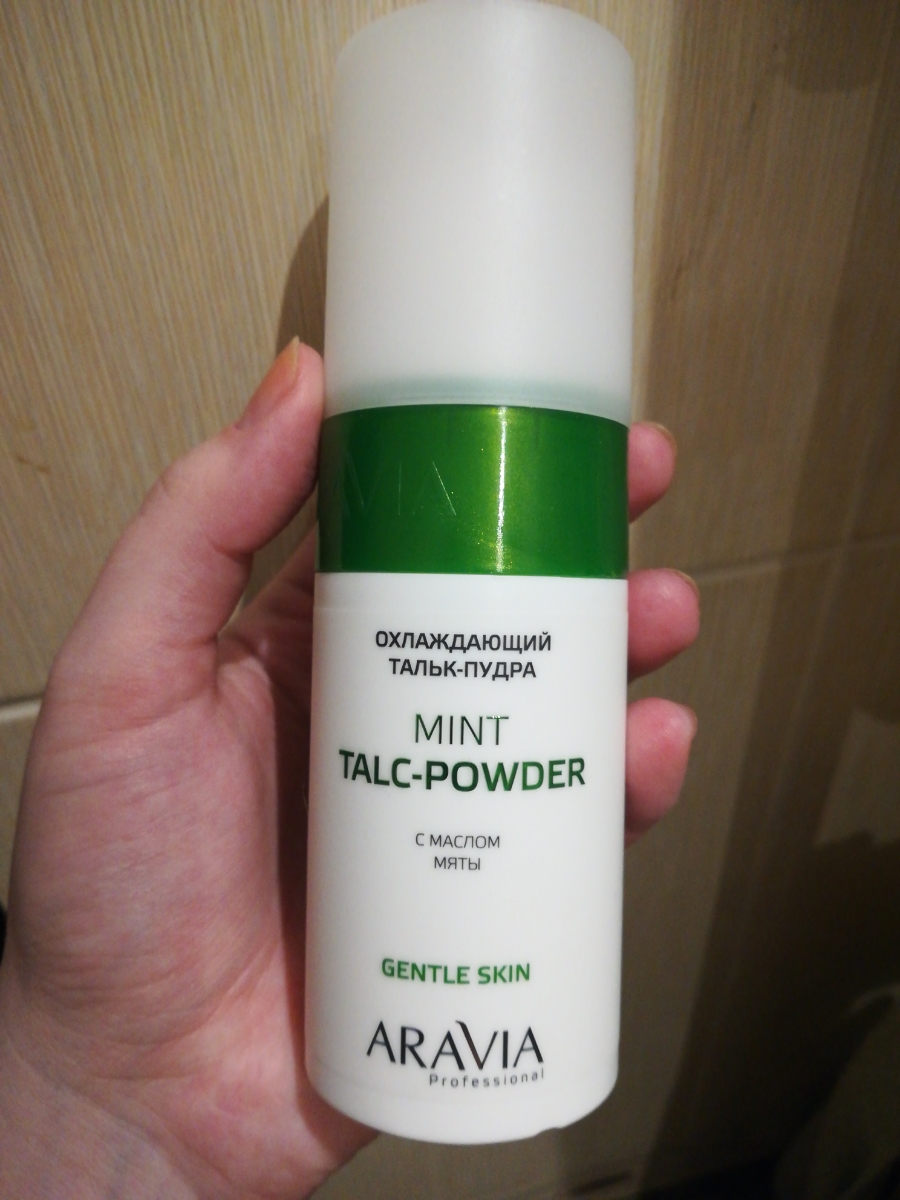 ОХЛАЖДАЮЩИЙ
ТАЛЬК-ПУДРА
MINT
TALC-POWDER
С МАСЛОМ
МЯТЫ
GENTLE SKIN
ARAVIA
Professional